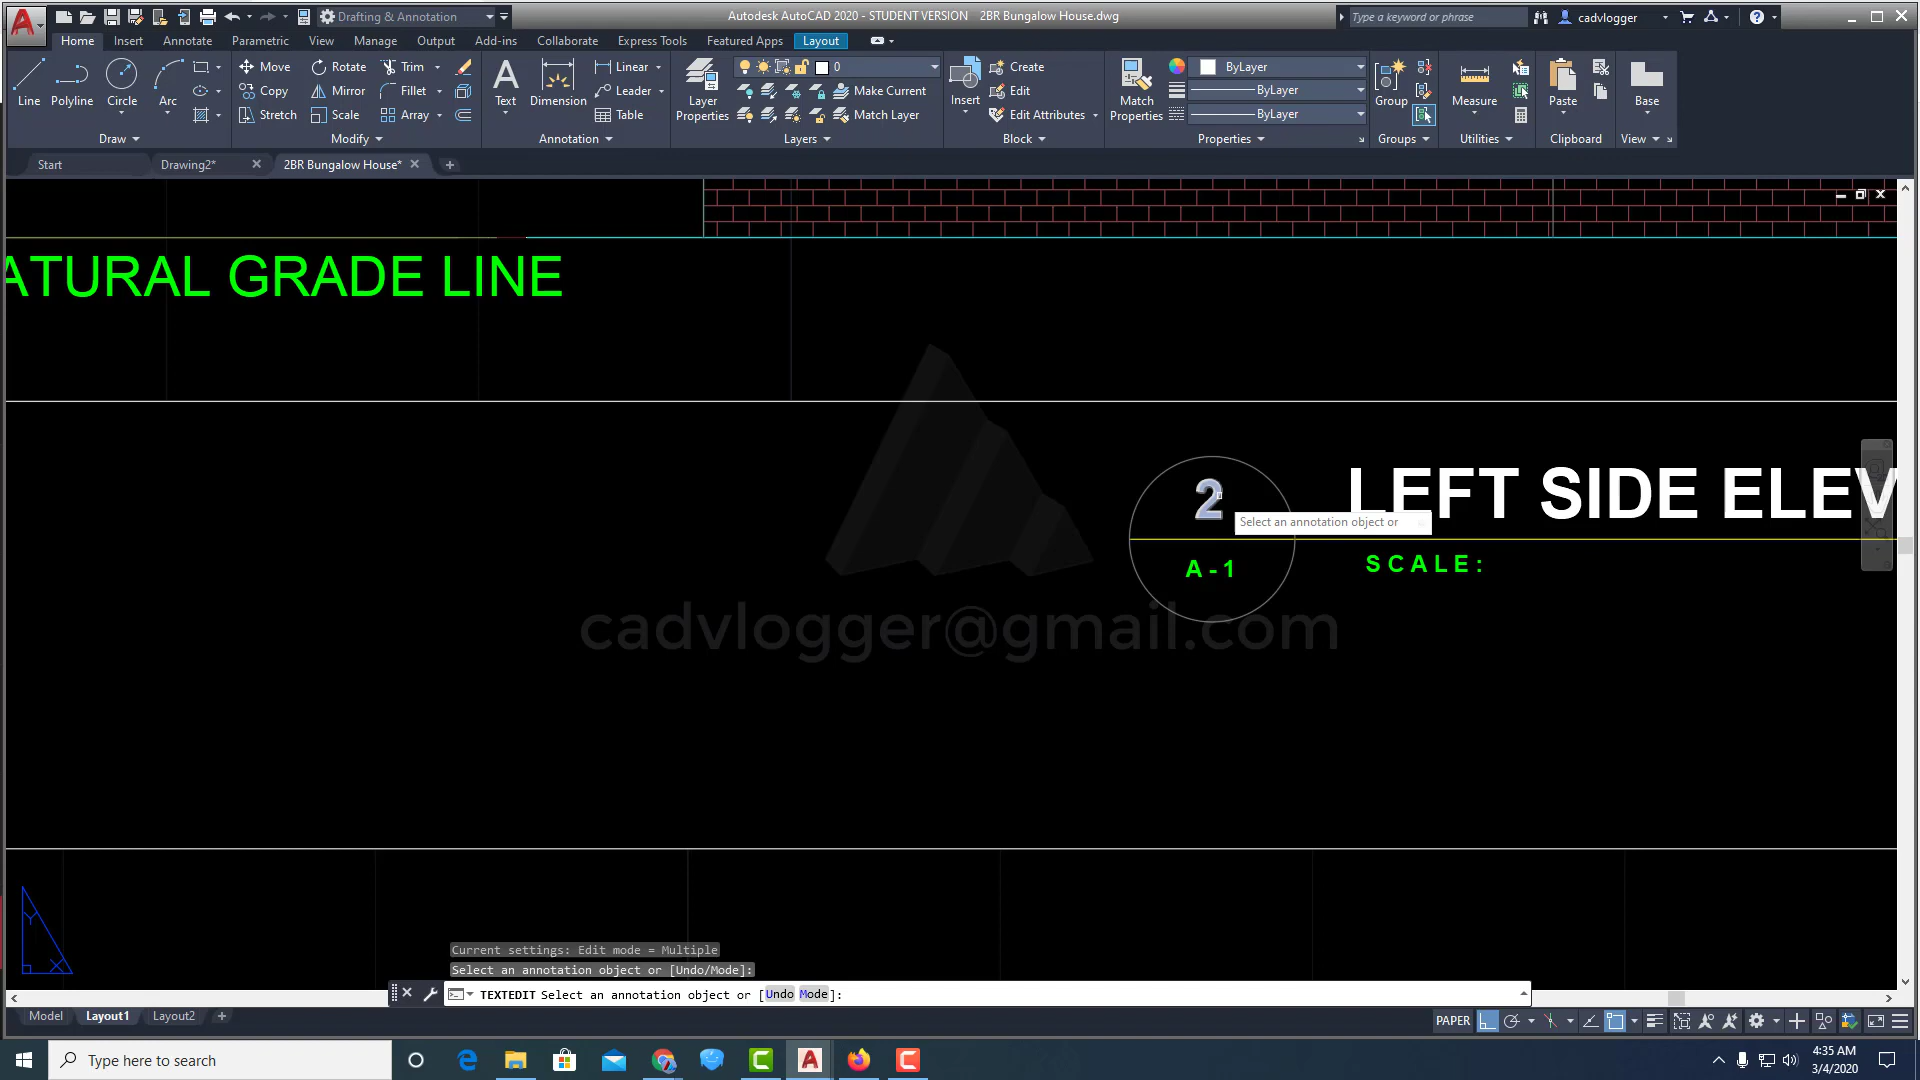 Drafting & Annotation
Autodesk AutoCAD 2020 - STUDENT VERSION 2BR Bungalow House.dwg
Type a keyword or phrase
cadvlogger
Home Insert Annotate Parametric View Manage Output Add-ins Collaborate Express Tools Featured Apps Layout
Line Polyline Circle Arc
Move Rotate Trim
Copy Mirror Fillet
Stretch Scale Array
Text Dimension
Linear
Leader
Table
Layer Properties
0
Make Current
Match Layer
Insert
Create
Edit
Edit Attributes
Match Properties
ByLayer
ByLayer
ByLayer
Group
Measure
Paste
Base
Draw Modify Annotation Layers Block Properties Groups Utilities Clipboard View
Start Drawing2* 2BR Bungalow House*
ATURAL GRADE LINE
2
LEFT SIDE ELEV
Select an annotation object or
A-1
SCALE:
cadvlogger@gmail.com
Y
X
Current settings: Edit mode = Multiple
Select an annotation object or [Undo/Mode]:
TEXTEDIT Select an annotation object or [Undo Mode]:
Model Layout1 Layout2
PAPER
Type here to search
4:35 AM
3/4/2020